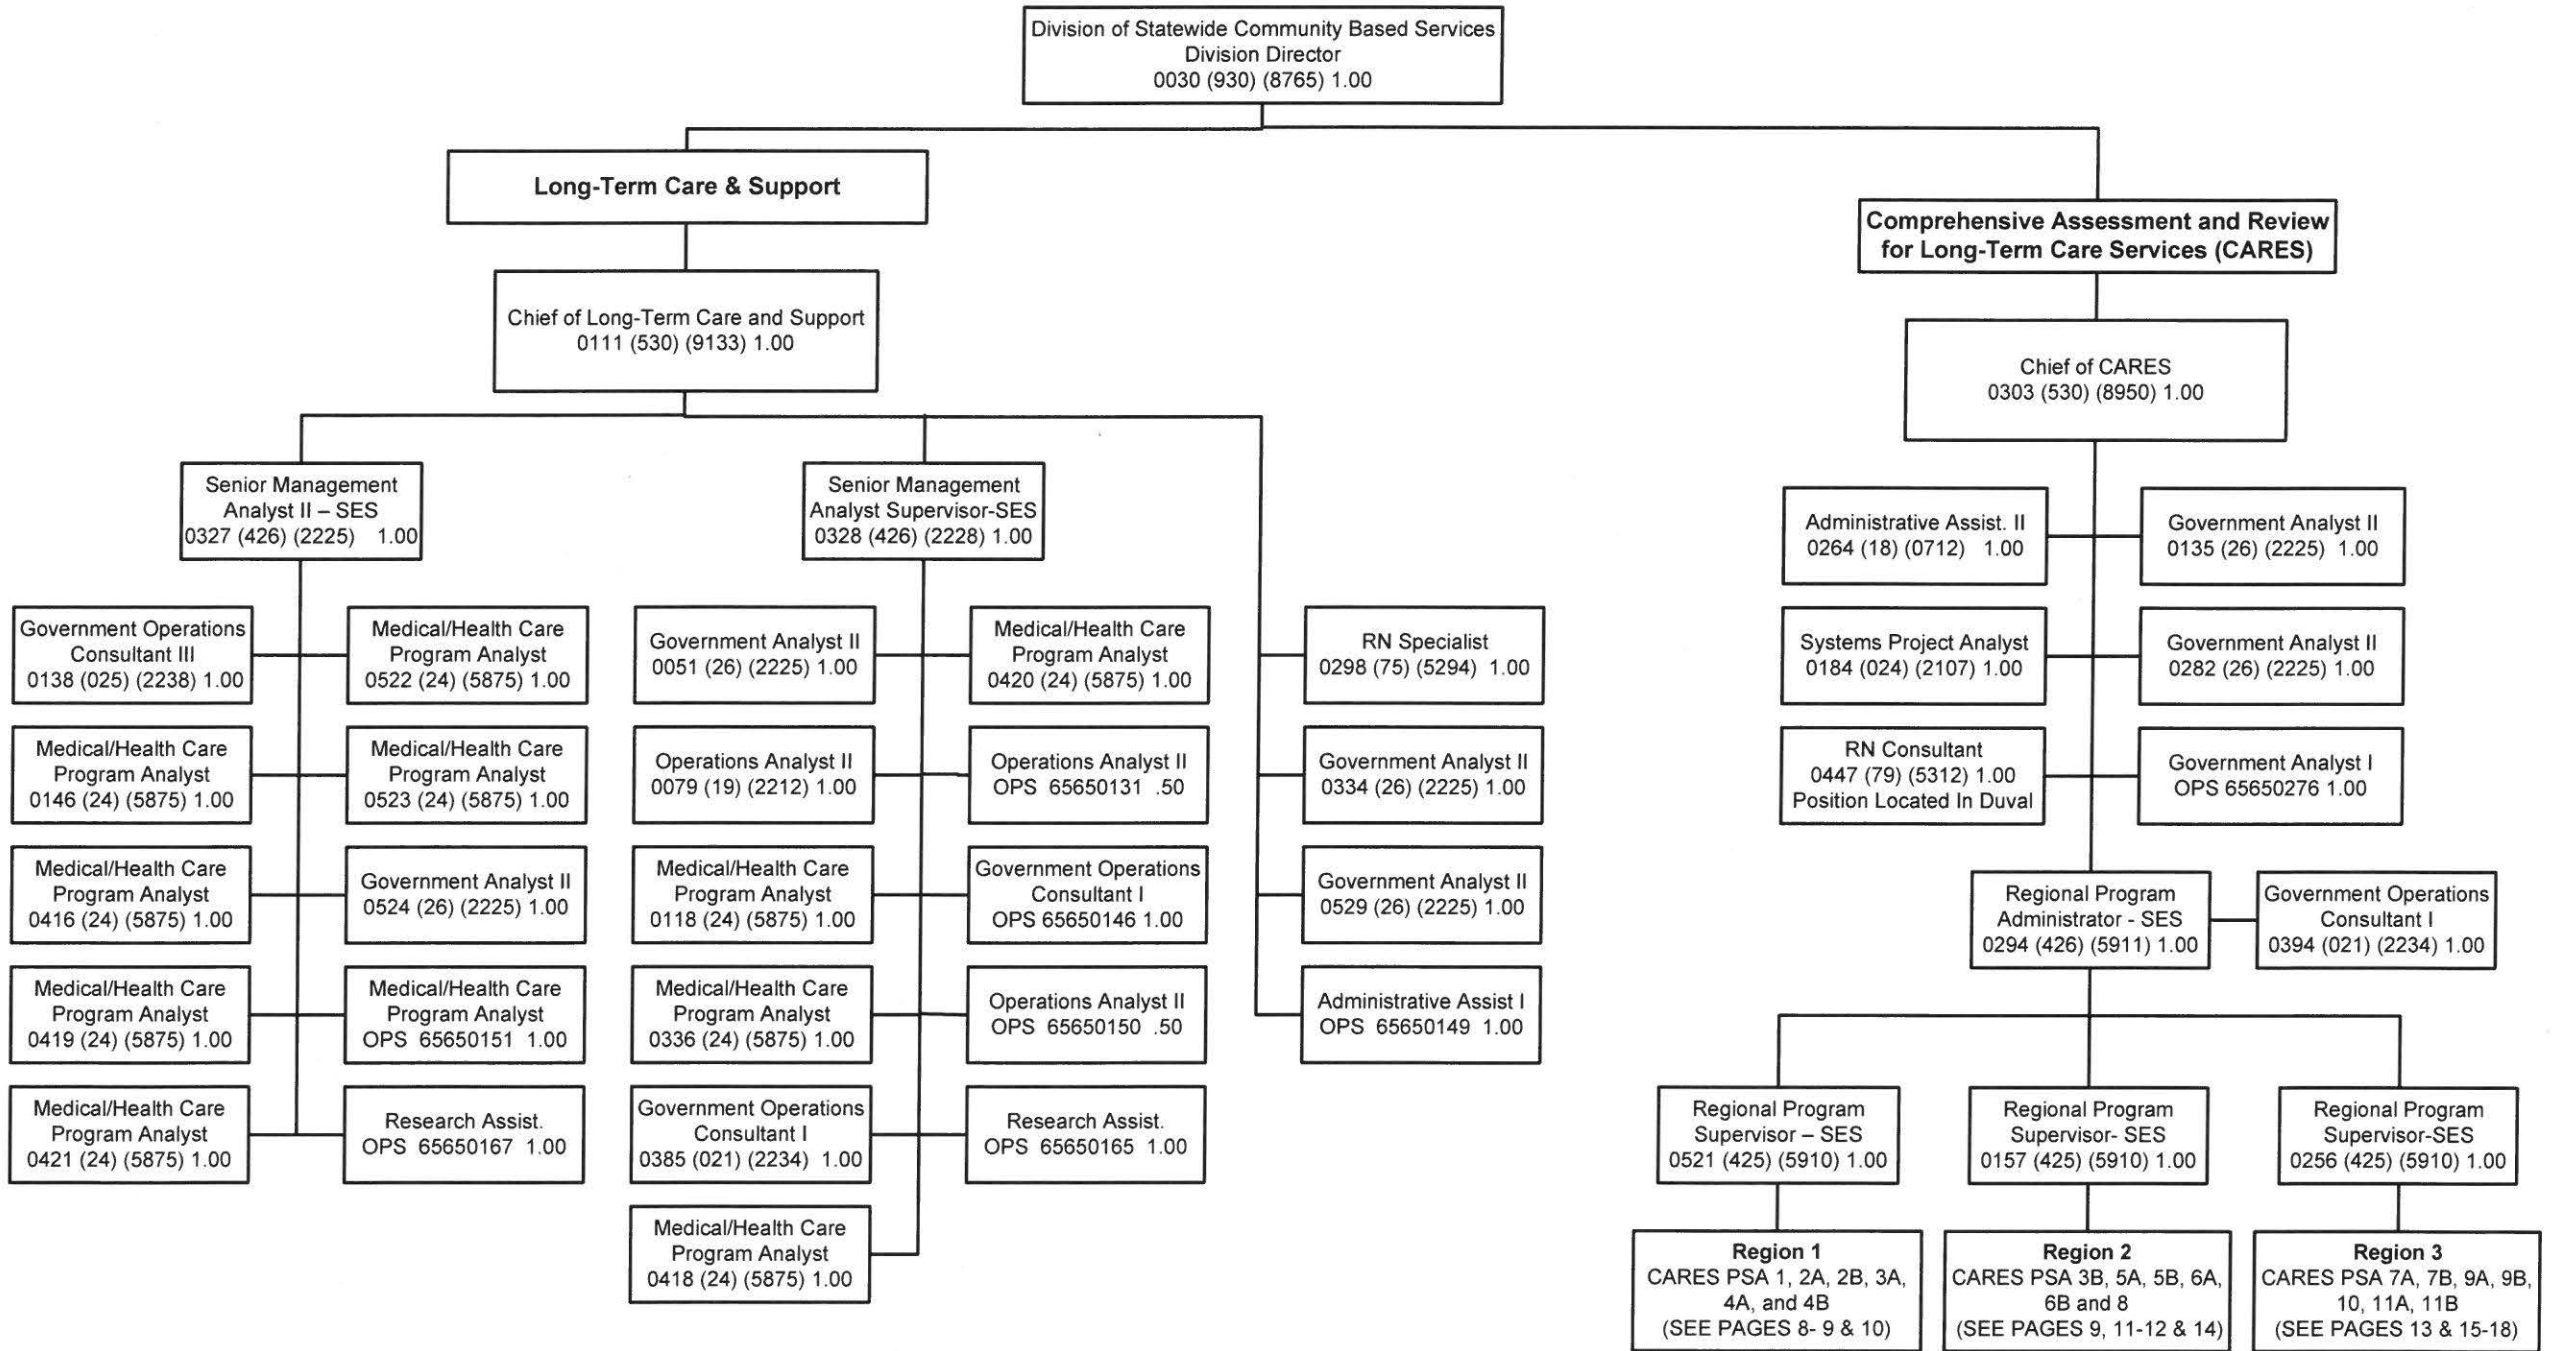 Division of Statewide Community Based Services
Division Director
0030 (930) (8765) 1.00
Long-Term Care & Support
Comprehensive Assessment and Review
for Long-Term Care Services (CARES)
Chief of Long-Term Care and Support
0111 (530) (9133) 1.00
Chief of CARES
0303 (530) (8950) 1.00
Senior Management
Analyst II – SES
0327 (426) (2225) 1.00
Government Operations
Consultant III
0138 (025) (2238) 1.00
Medical/Health Care
Program Analyst
0522 (24) (5875) 1.00
Medical/Health Care
Program Analyst
0146 (24) (5875) 1.00
Medical/Health Care
Program Analyst
0523 (24) (5875) 1.00
Medical/Health Care
Program Analyst
0416 (24) (5875) 1.00
Government Analyst II
0524 (26) (2225) 1.00
Medical/Health Care
Program Analyst
0419 (24) (5875) 1.00
Medical/Health Care
Program Analyst
OPS 65650151 1.00
Medical/Health Care
Program Analyst
0421 (24) (5875) 1.00
Research Assist.
OPS 65650167 1.00
Senior Management
Analyst Supervisor-SES
0328 (426) (2228) 1.00
Government Analyst II
0051 (26) (2225) 1.00
Medical/Health Care
Program Analyst
0420 (24) (5875) 1.00
Operations Analyst II
0079 (19) (2212) 1.00
Operations Analyst II
OPS 65650131 .50
Medical/Health Care
Program Analyst
0118 (24) (5875) 1.00
Government Operations
Consultant I
OPS 65650146 1.00
Medical/Health Care
Program Analyst
0336 (24) (5875) 1.00
Operations Analyst II
OPS 65650150 .50
Government Operations
Consultant I
0385 (021) (2234) 1.00
Research Assist.
OPS 65650165 1.00
Medical/Health Care
Program Analyst
0418 (24) (5875) 1.00
RN Specialist
0298 (75) (5294) 1.00
Government Analyst II
0334 (26) (2225) 1.00
Government Analyst II
0529 (26) (2225) 1.00
Administrative Assist I
OPS 65650149 1.00
Administrative Assist. II
0264 (18) (0712) 1.00
Government Analyst II
0135 (26) (2225) 1.00
Systems Project Analyst
0184 (024) (2107) 1.00
Government Analyst II
0282 (26) (2225) 1.00
RN Consultant
0447 (79) (5312) 1.00
Position Located In Duval
Government Analyst I
OPS 65650276 1.00
Regional Program
Administrator - SES
0294 (426) (5911) 1.00
Government Operations
Consultant I
0394 (021) (2234) 1.00
Regional Program
Supervisor – SES
0521 (425) (5910) 1.00
Regional Program
Supervisor- SES
0157 (425) (5910) 1.00
Regional Program
Supervisor-SES
0256 (425) (5910) 1.00
Region 1
CARES PSA 1, 2A, 2B, 3A,
4A, and 4B
(SEE PAGES 8- 9 & 10)
Region 2
CARES PSA 3B, 5A, 5B, 6A,
6B and 8
(SEE PAGES 9, 11-12 & 14)
Region 3
CARES PSA 7A, 7B, 9A, 9B,
10, 11A, 11B
(SEE PAGES 13 & 15-18)